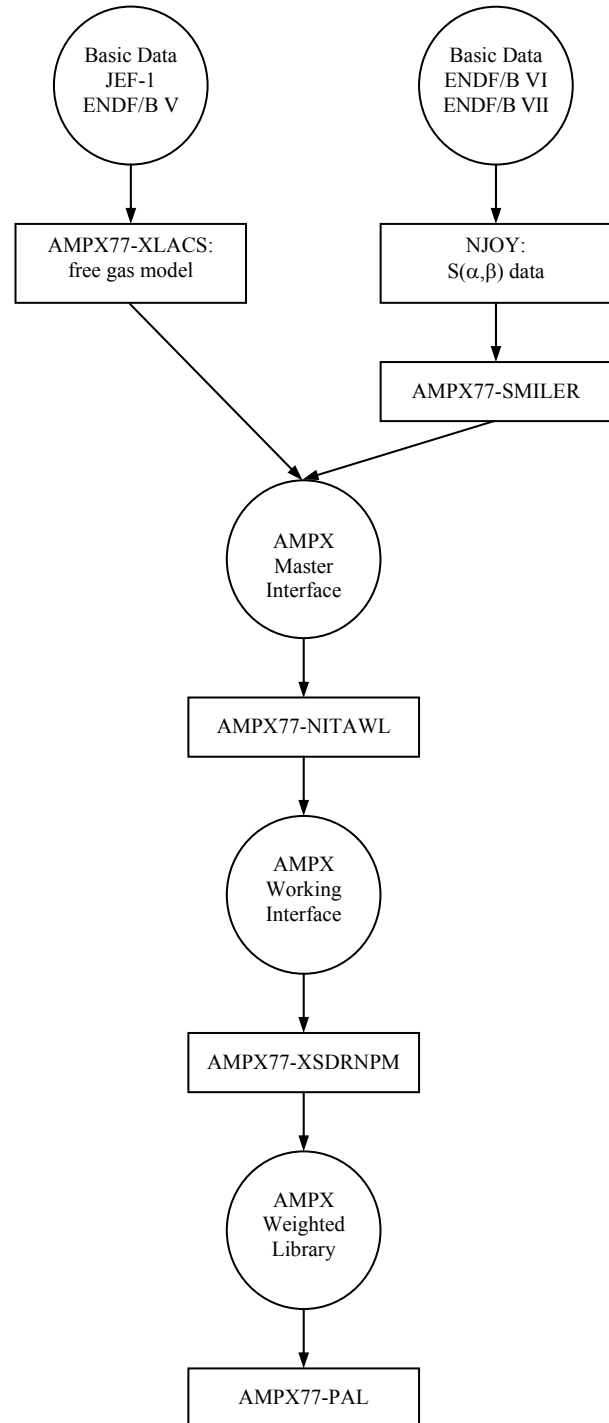 Basic Data
JEF-1
ENDF/B V
Basic Data
ENDF/B VI
ENDF/B VII
AMPX77-XLACS:
free gas model
NJOY:
S(α,β) data
AMPX77-SMILER
AMPX
Master
Interface
AMPX77-NITAWL
AMPX
Working
Interface
AMPX77-XSDRNPM
AMPX
Weighted
Library
AMPX77-PAL